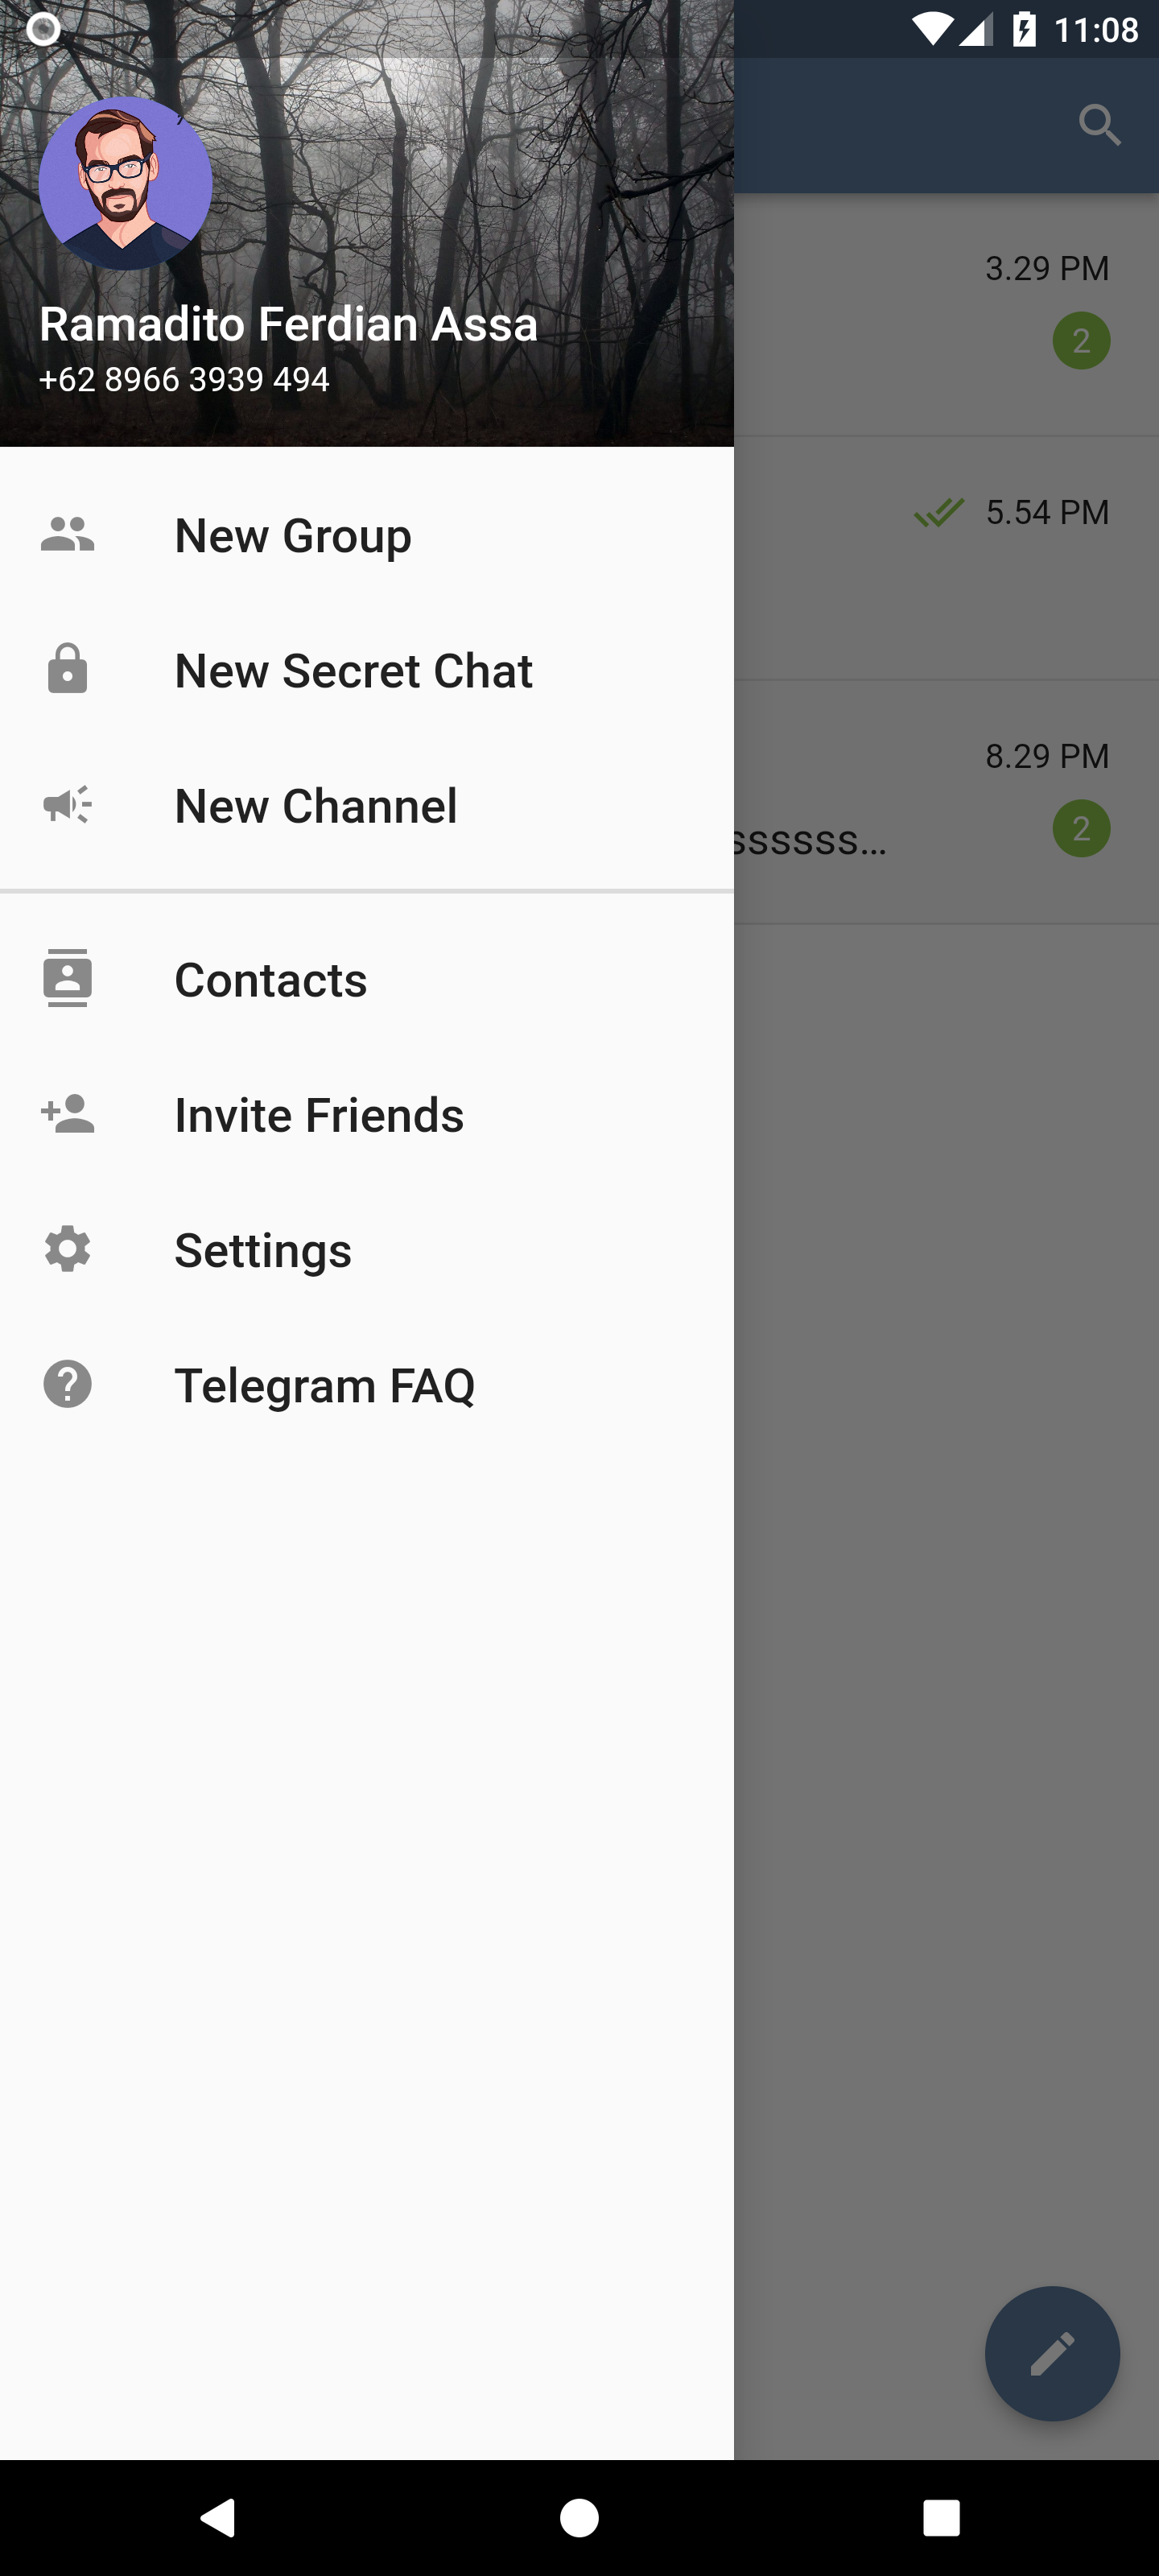 11:08
Ramadito Ferdian Assa
+62 8966 3939 494
3.29 PM
2
5.54 PM
8.29 PM
ssssss…
2
New Group
New Secret Chat
New Channel
Contacts
Invite Friends
Settings
Telegram FAQ